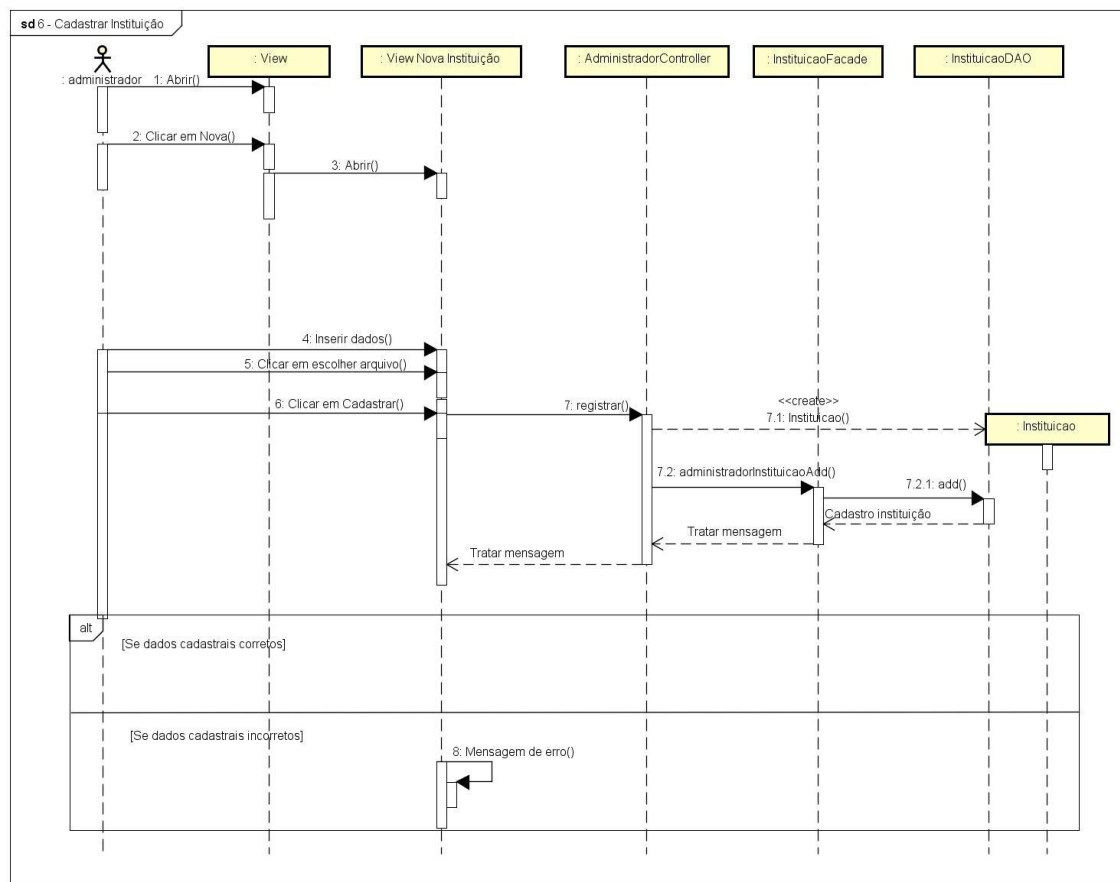 sd 6 - Cadastrar Instituição
: administrador
: View
: View Nova Instituição
: AdministradorController
: InstituicaoFacade
: InstituicaoDAO
1: Abrir()
2: Clicar em Nova()
3: Abrir()
4: Inserir dados()
5: Clicar em escolher arquivo()
6: Clicar em Cadastrar()
7: registrar()
<<create>>
7.1: Instituicao()
: Instituicao
7.2: administradorInstituicaoAdd()
7.2.1: add()
Cadastro instituição
Tratar mensagem
Tratar mensagem
alt
[Se dados cadastrais corretos]
[Se dados cadastrais incorretos]
8: Mensagem de erro()